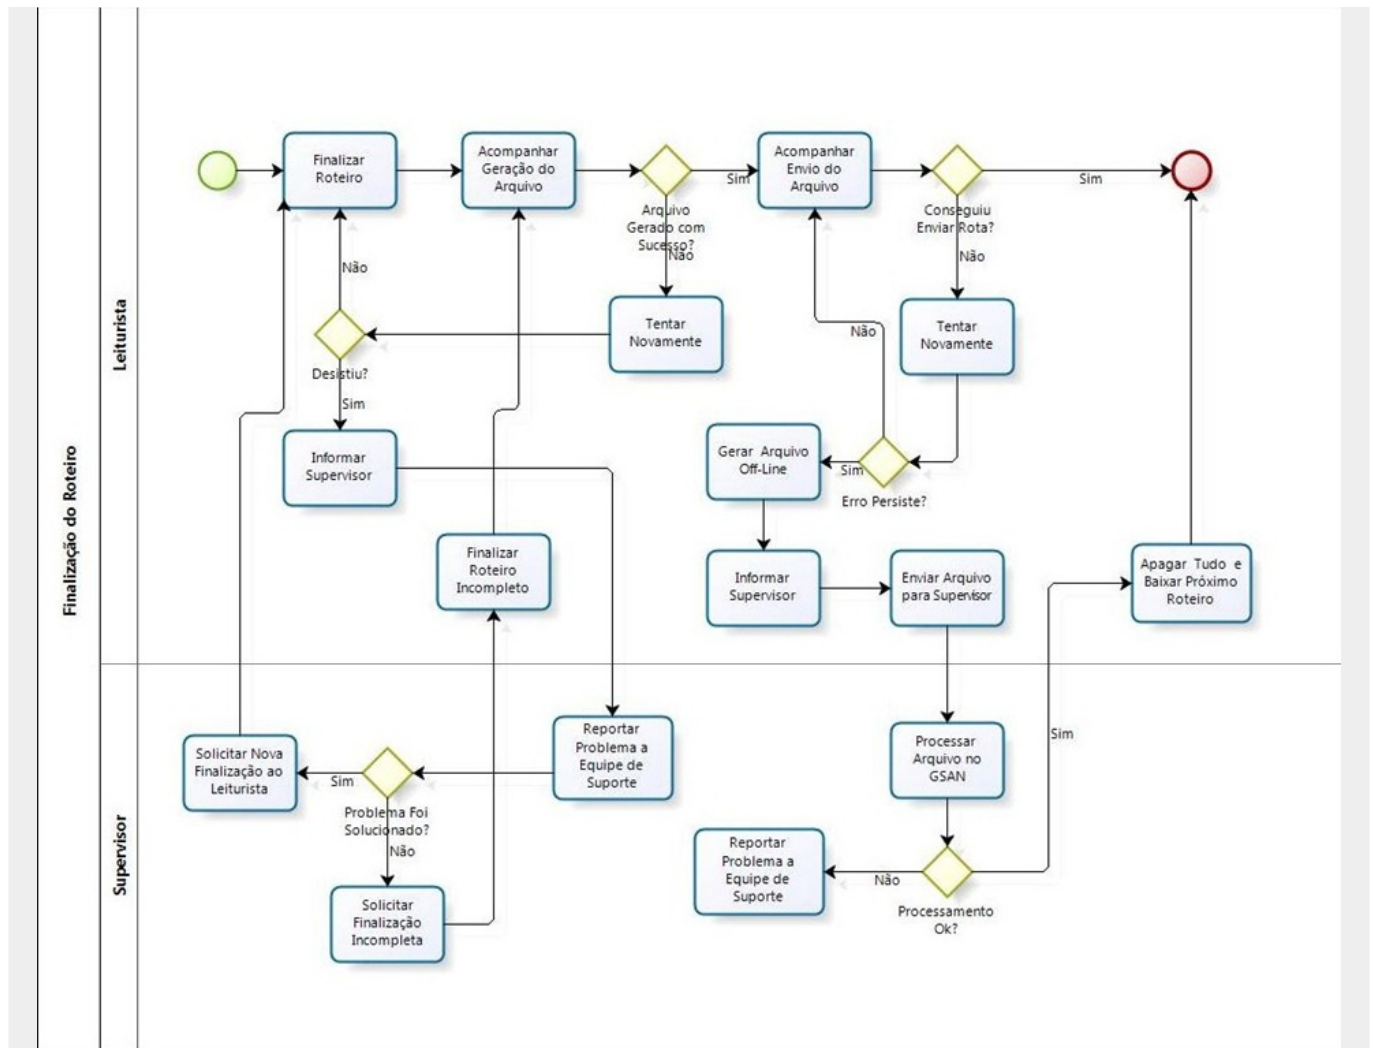 Finalização do Roteiro
Leiturista
Supervisor
Finalizar
Roteiro
Acompanhar
Geração do
Arquivo
Arquivo
Gerado com
Sucesso?
Sim
Não
Acompanhar
Envio do
Arquivo
Conseguiu
Enviar Rota?
Sim
Não
Não
Desistiu?
Sim
Tentar
Novamente
Não
Tentar
Novamente
Informar
Supervisor
Gerar Arquivo
Off-Line
Sim
Erro Persiste?
Finalizar
Roteiro
Incompleto
Informar
Supervisor
Enviar Arquivo
para Supervisor
Apagar Tudo e
Baixar Próximo
Roteiro
Solicitar Nova
Finalização ao
Leiturista
Sim
Problema Foi
Solucionado?
Não
Reportar
Problema a
Equipe de
Suporte
Processar
Arquivo no
GSAN
Sim
Solicitar
Finalização
Incompleta
Reportar
Problema a
Equipe de
Suporte
Não
Processamento
Ok?